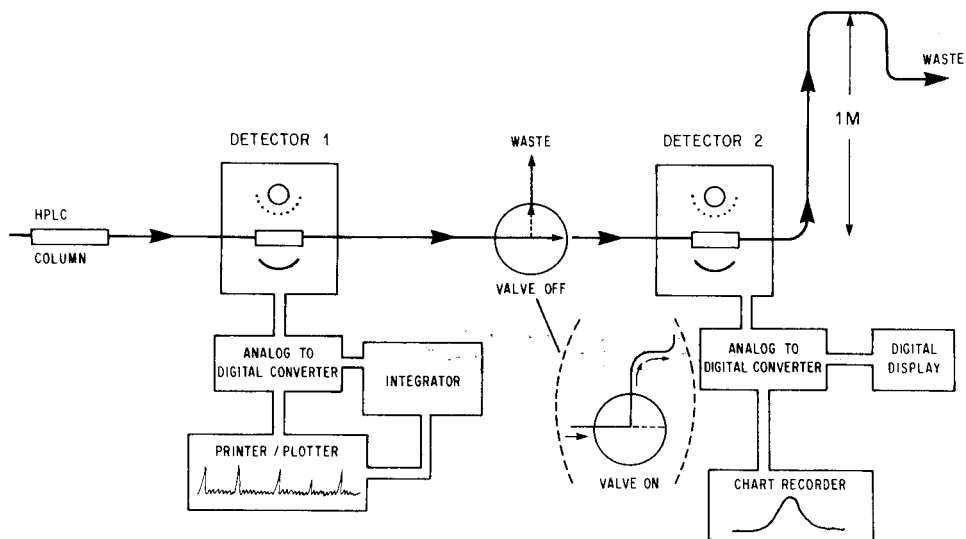 WASTE
1M
DETECTOR 1
WASTE
DETECTOR 2
HPLC
COLUMN
VALVE OFF
ANALOG TO
DIGITAL CONVERTER
INTEGRATOR
ANALOG TO
DIGITAL CONVERTER
DIGITAL
DISPLAY
PRINTER / PLOTTER
VALVE ON
CHART RECORDER